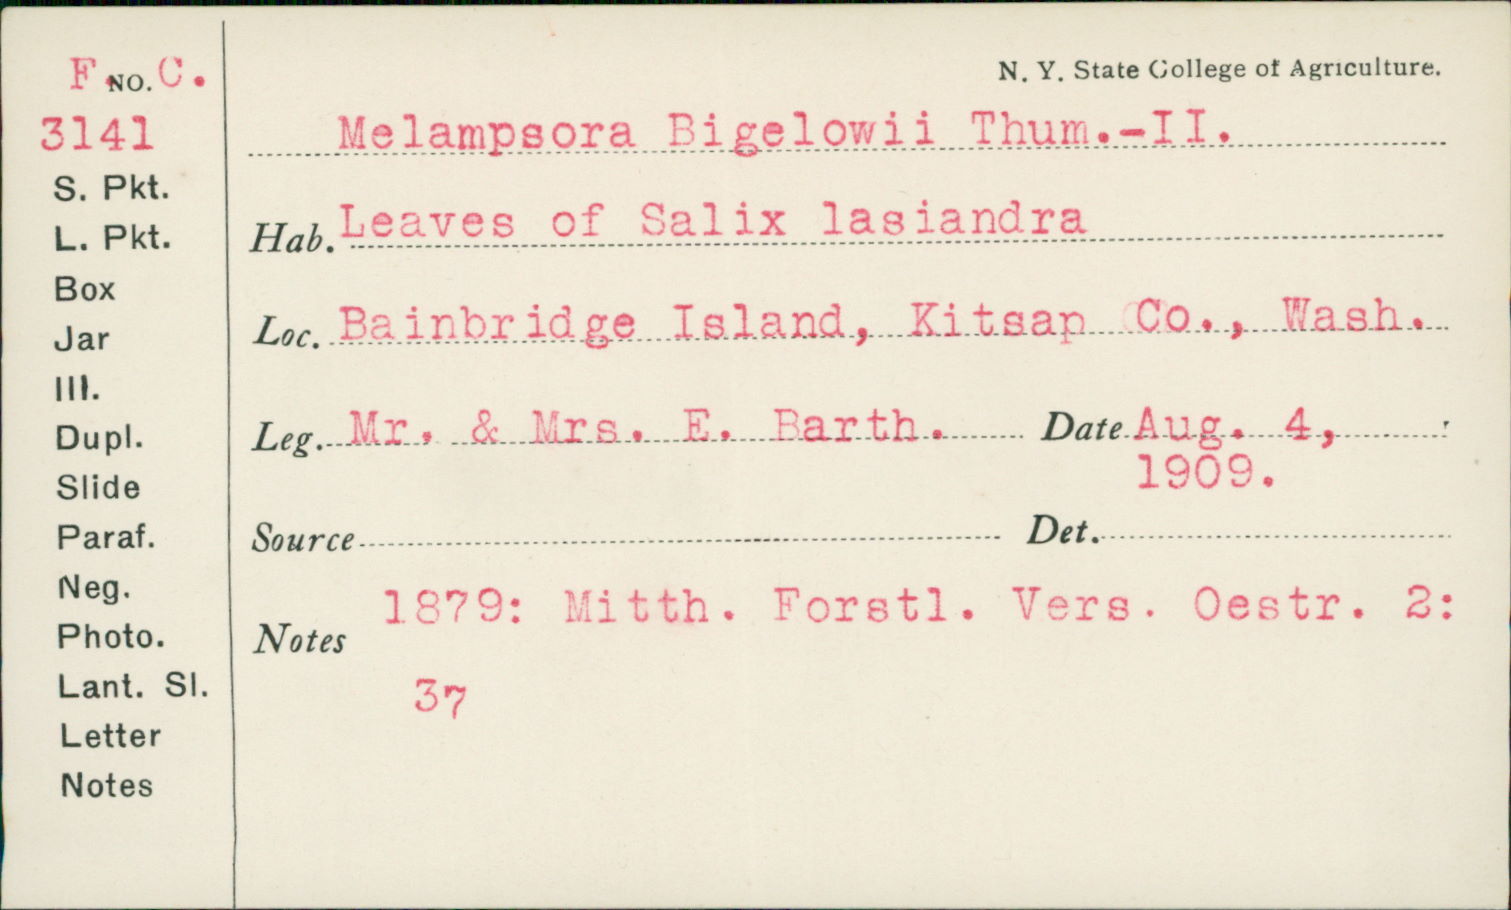 F. NO. C.
3141
S. Pkt.
L. Pkt.
Box
Jar
Ill.
Dupl.
Slide
Paraf.
Neg.
Photo.
Lant. Sl.
Letter
Notes
N. Y. State College of Agriculture.
Melampsora Bigelowii Thum.-II.
Hab. Leaves of Salix lasiandra
Loc. Bainbridge Island, Kitsap Co., Wash.
Leg. Mr. & Mrs. E. Barth. Date Aug. 4,
1909.
Source Det.
Notes 1879: Mitth. Forstl. Vers. Oestr. 2:
37